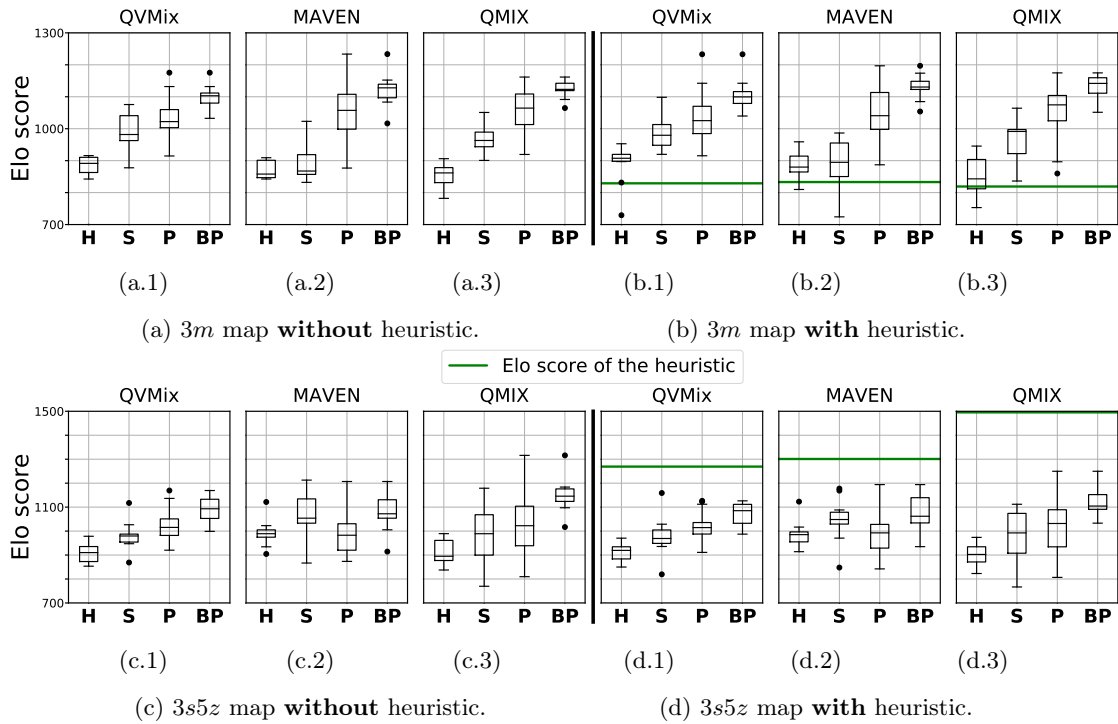 QVMix MAVEN QMIX QVMix MAVEN QMIX
1300
1000
700
Elo score
H S P BP H S P BP H S P BP H S P BP H S P BP H S P BP
(a.1) (a.2) (a.3) (b.1) (b.2) (b.3)
(a) 3m map without heuristic. (b) 3m map with heuristic.
Elo score of the heuristic
QVMix MAVEN QMIX QVMix MAVEN QMIX
1500
1100
700
Elo score
H S P BP H S P BP H S P BP H S P BP H S P BP H S P BP
(c.1) (c.2) (c.3) (d.1) (d.2) (d.3)
(c) 3s5z map without heuristic. (d) 3s5z map with heuristic.